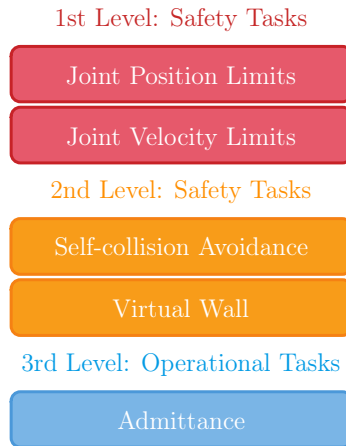 1st Level: Safety Tasks
Joint Position Limits
Joint Velocity Limits
2nd Level: Safety Tasks
Self-collision Avoidance
Virtual Wall
3rd Level: Operational Tasks
Admittance